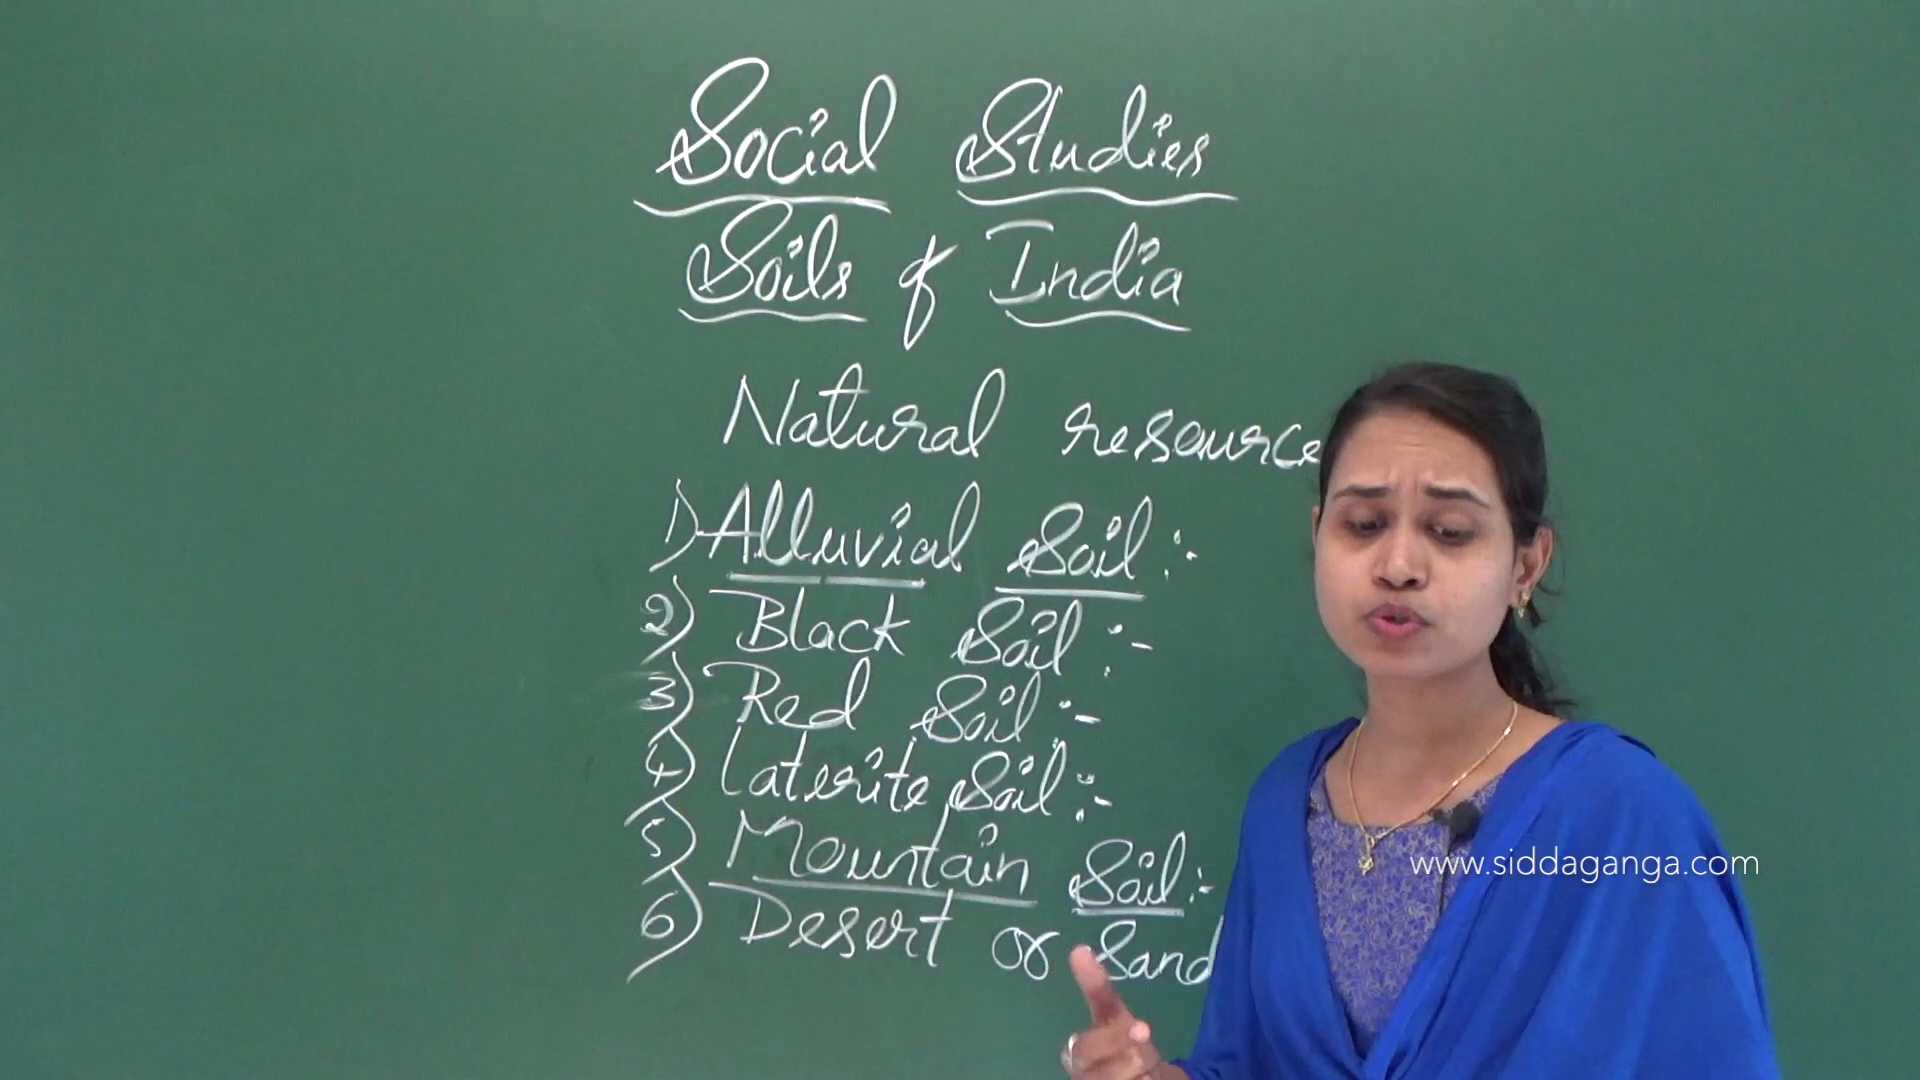 Social Studies
Soils of India
Natural resource
1) Alluvial Soil :-
2) Black Soil :-
3) Red Soil :-
4) Laterite Soil :-
5) Mountain Soil :-
6) Desert or Sand
www.siddaganga.com